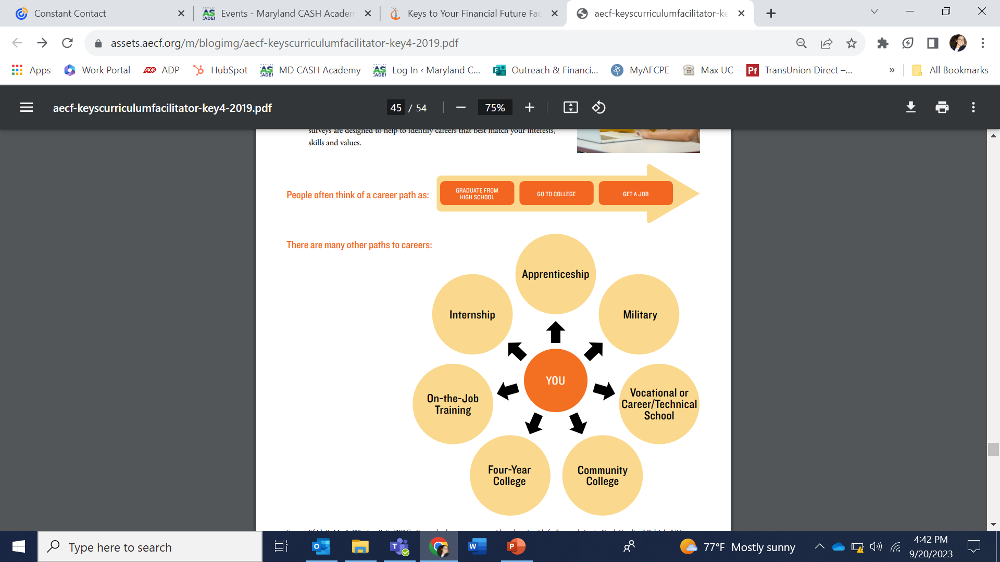 Constant Contact
Events - Maryland CASH Academ
Keys to Your Financial Future Fac
aecf-keyscurriculumfacilitator-ke
assets.aecf.org/m/blogimg/aecf-keyscurriculumfacilitator-key4-2019.pdf
Apps
Work Portal
ADP
HubSpot
MD CASH Academy
Log In ‹ Maryland C...
Outreach & Financi...
MyAFCPE
Max UC
TransUnion Direct –...
»
All Bookmarks
aecf-keyscurriculumfacilitator-key4-2019.pdf
45 / 54
75%
surveys are designed to help to identify careers that best match your interests,
skills and values.
People often think of a career path as:
GRADUATE FROM
HIGH SCHOOL
GO TO COLLEGE
GET A JOB
There are many other paths to careers:
Apprenticeship
Internship
Military
YOU
On-the-Job
Training
Vocational or
Career/Technical
School
Four-Year
College
Community
College
Type here to search
77°F Mostly sunny
4:42 PM
9/20/2023